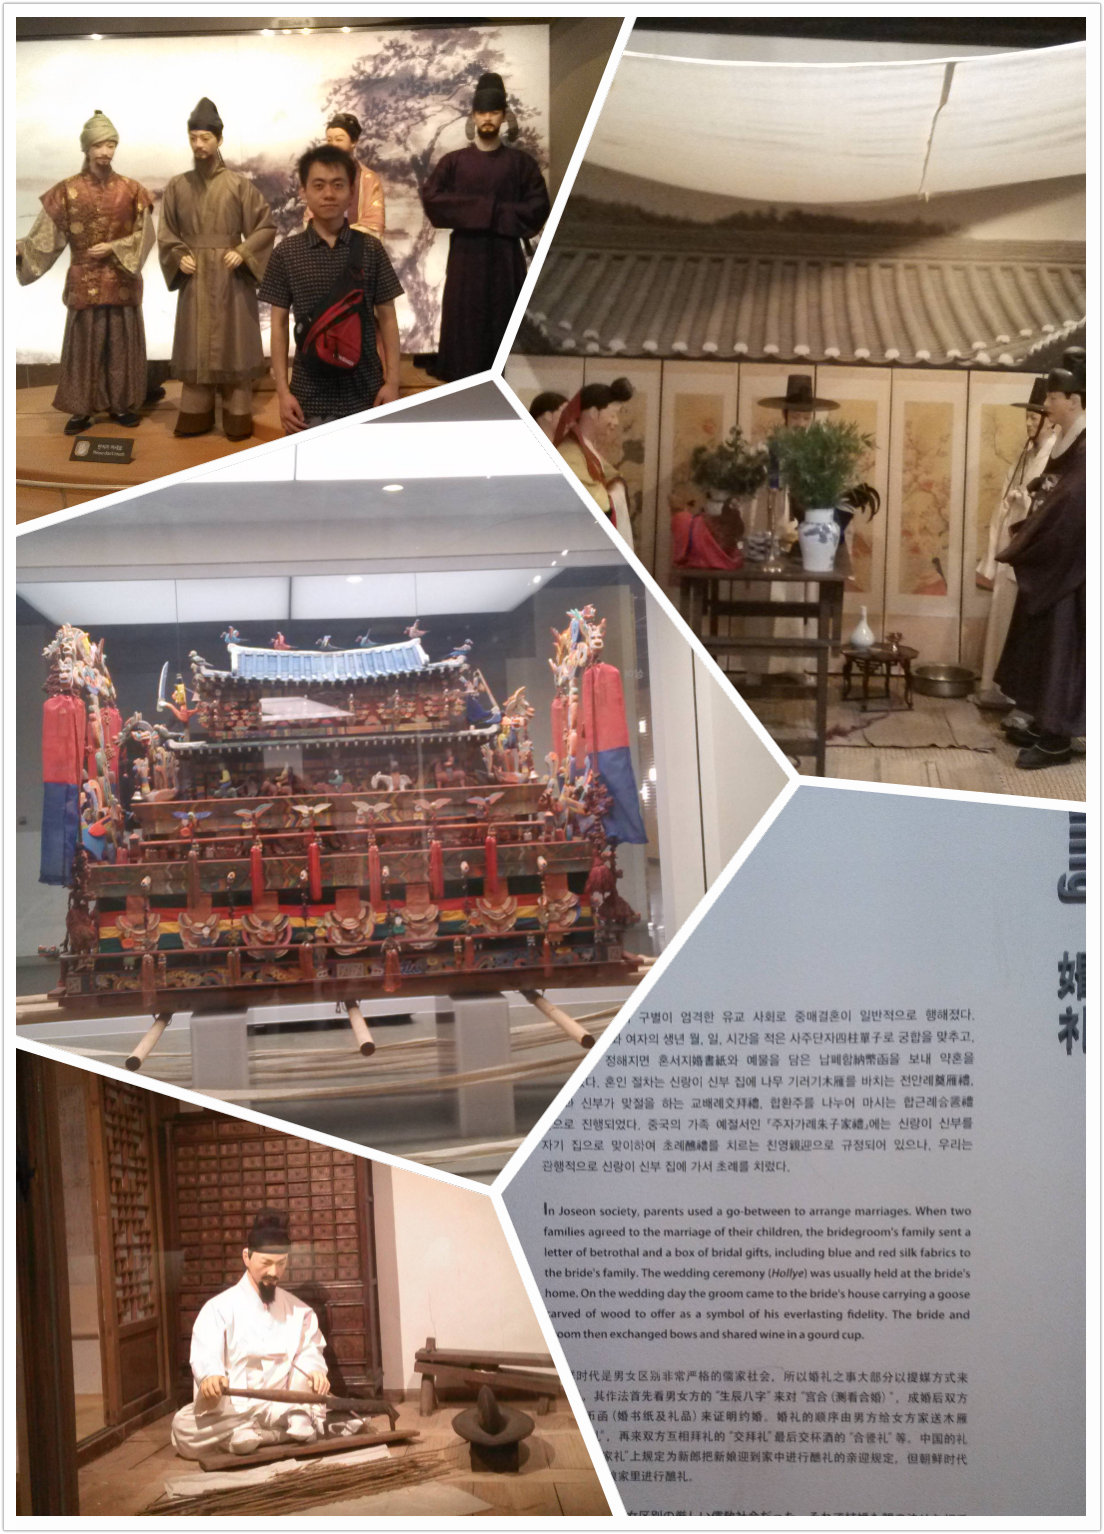 구별이 엄격한 유교 사회로 중매결혼이 일반적으로 행해졌다.
여자의 생년 월, 일, 시간을 적은 사주단자四柱單子로 궁합을 맞추고,
정해지면 혼서지婚書紙와 예물을 담은 납폐함納幣函을 보내 약혼을
혼인 절차는 신랑이 신부 집에 나무 기러기木雁를 바치는 전안례奠雁禮,
신부가 맞절을 하는 교배례交拜禮, 합환주를 나누어 마시는 합근례合巹禮
으로 진행되었다. 중국의 가족 예절서인 『주자가례朱子家禮』에는 신랑이 신부를
자기 집으로 맞이하여 초례醮禮를 치르는 친영親迎으로 규정되어 있으나, 우리는
관행적으로 신랑이 신부 집에 가서 초례를 치렀다.
In Joseon society, parents used a go-between to arrange marriages. When two
families agreed to the marriage of their children, the bridegroom's family sent a
letter of betrothal and a box of bridal gifts, including blue and red silk fabrics to
the bride's family. The wedding ceremony (Hollye) was usually held at the bride's
home. On the wedding day the groom came to the bride's house carrying a goose
carved of wood to offer as a symbol of his everlasting fidelity. The bride and
oom then exchanged bows and shared wine in a gourd cup.
时代是男女区别非常严格的儒家社会，所以婚礼之事大部分以提媒方式来
其作法首先看男女方的"生辰八字"来对"宫合(测看合婚)"，成婚后双方
函(婚书纸及礼品)来证明约婚。婚礼的顺序由男方给女方家送木雁
，再来双方互相拜礼的"交拜礼"最后交杯酒的"合卺礼"等。中国的礼
家礼"上规定为新郎把新娘迎到家中进行醮礼的亲迎规定，但朝鲜时代
家里进行醮礼。